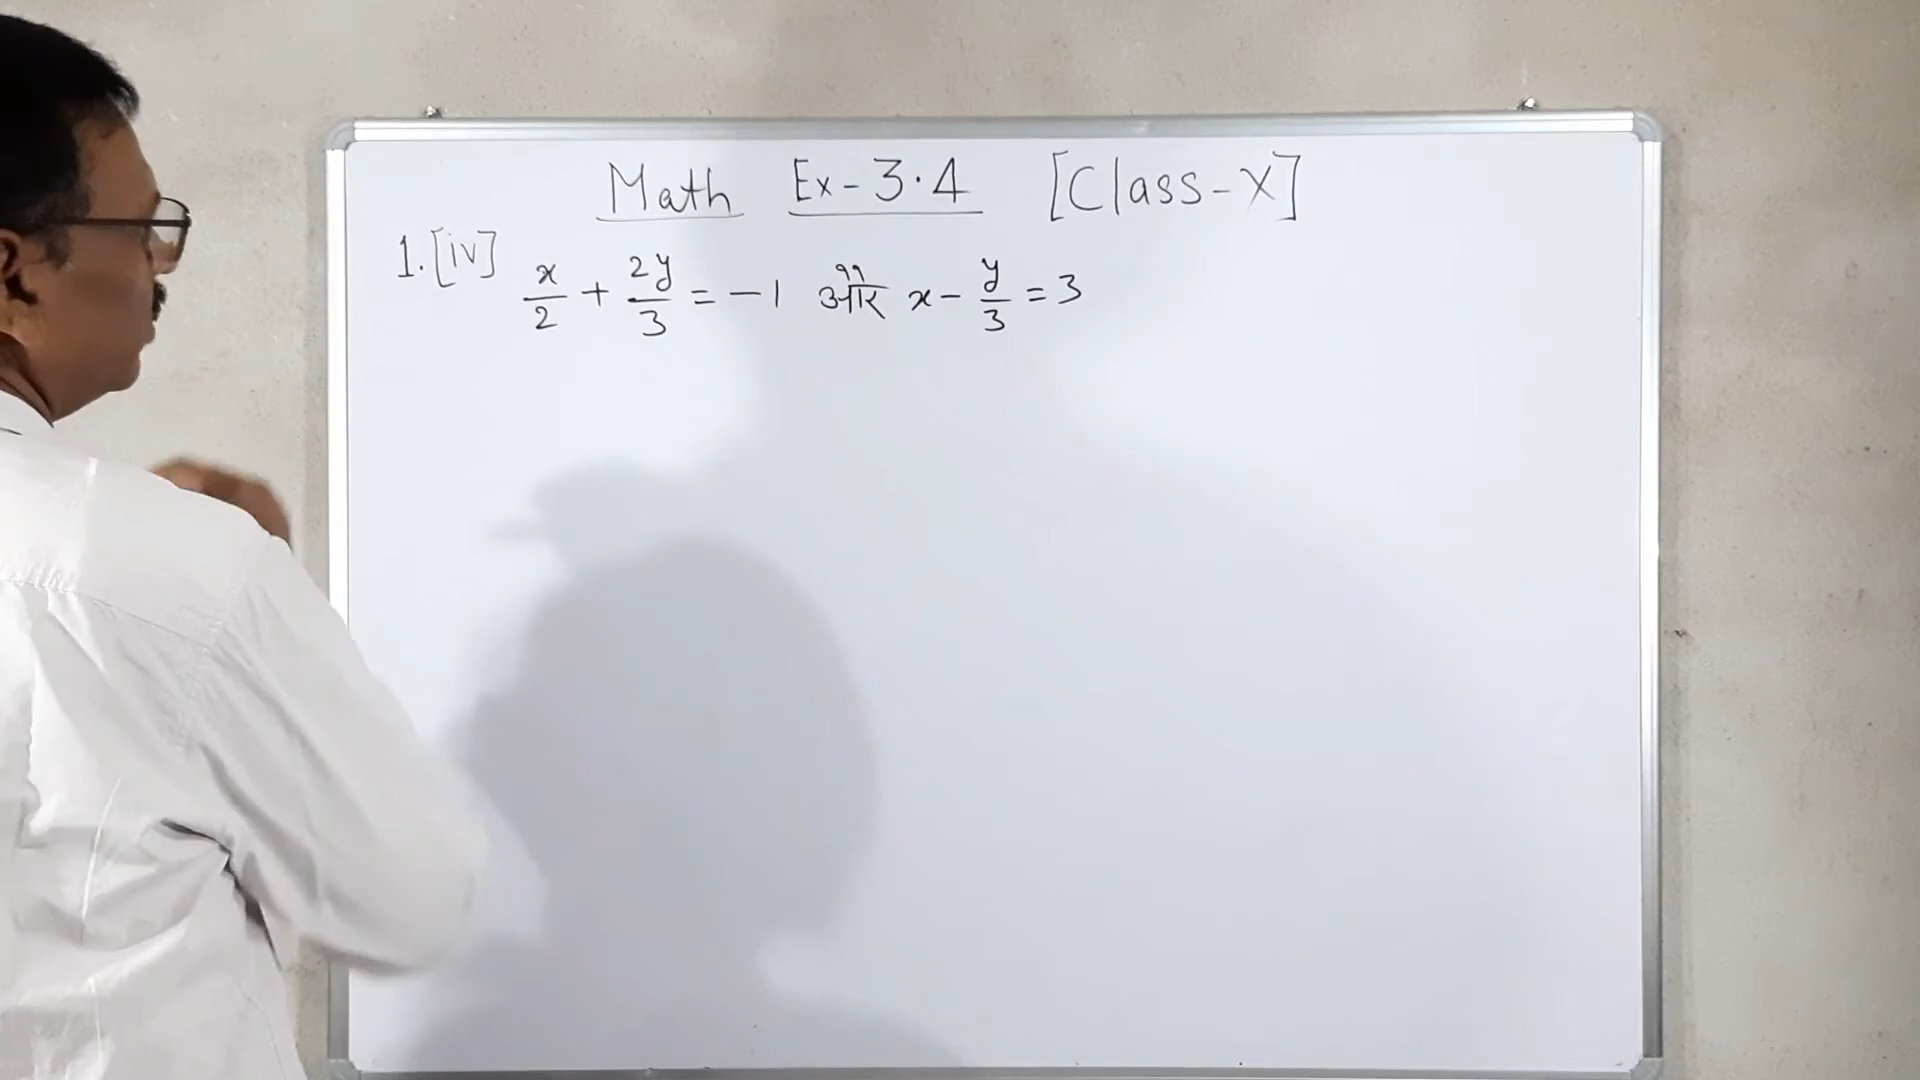 Math Ex-3.4 [Class-X]
1.[iv] x/2 + 2y/3 = -1 और x - y/3 = 3